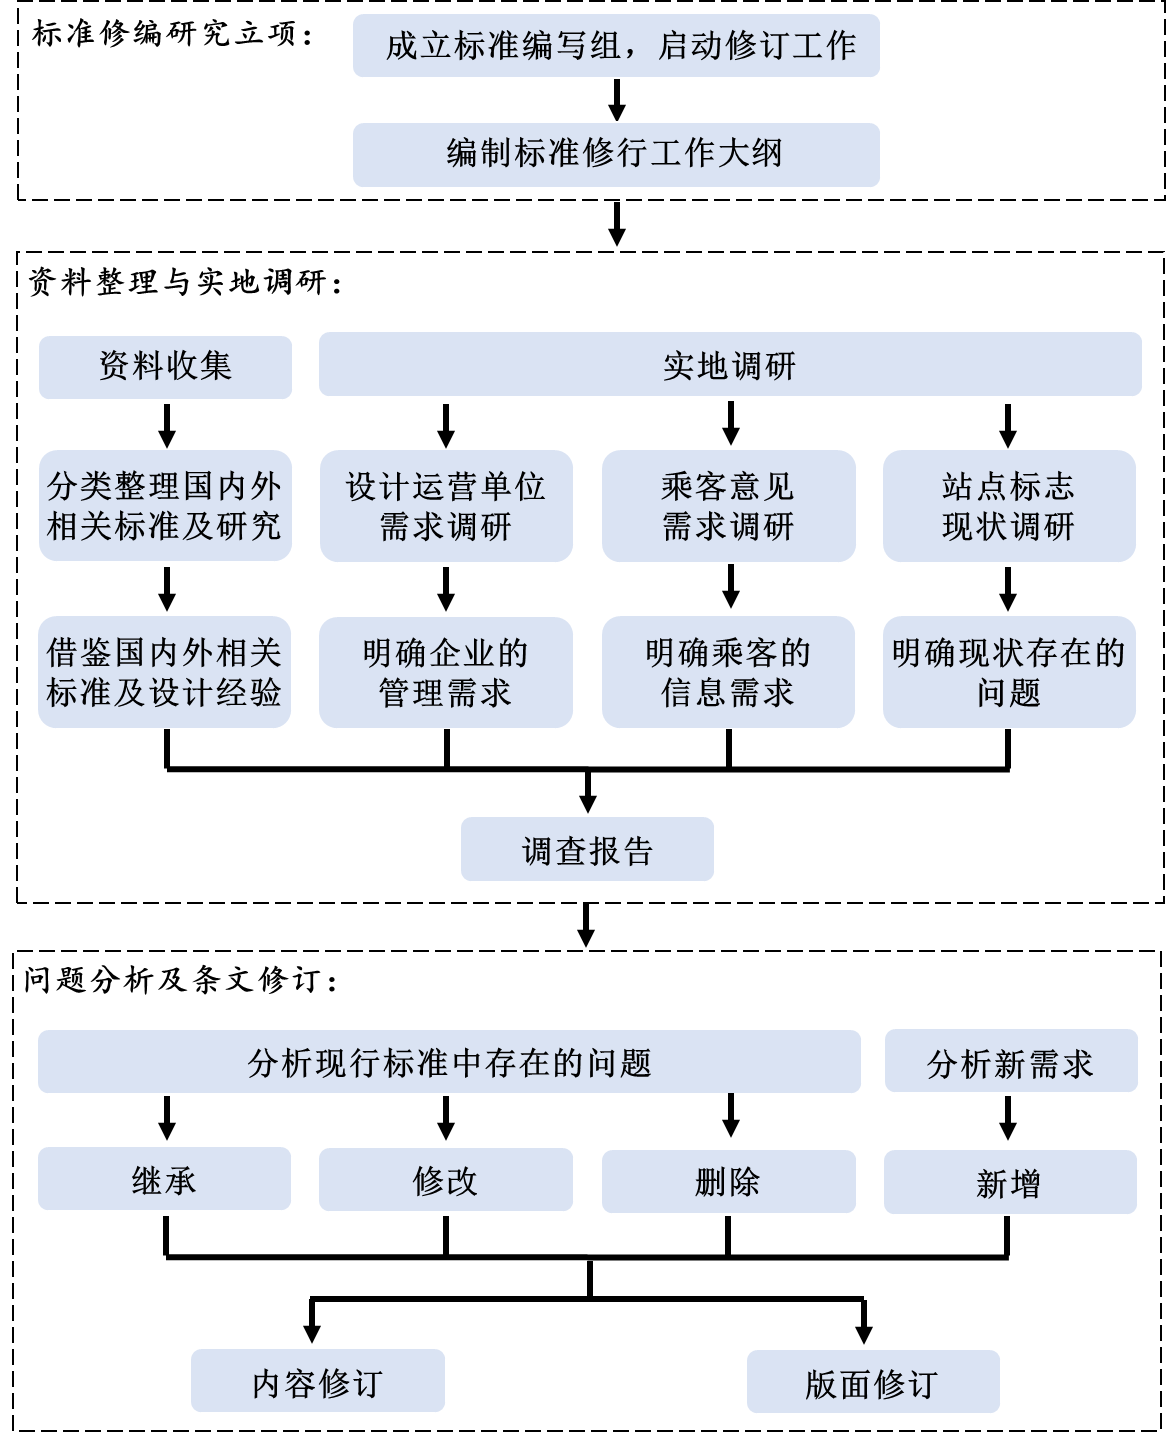 标准修编研究立项：
成立标准编写组，启动修订工作
编制标准修行工作大纲
资料整理与实地调研：
资料收集
实地调研
分类整理国内外
相关标准及研究
设计运营单位
需求调研
乘客意见
需求调研
站点标志
现状调研
借鉴国内外相关
标准及设计经验
明确企业的
管理需求
明确乘客的
信息需求
明确现状存在的
问题
调查报告
问题分析及条文修订：
分析现行标准中存在的问题
分析新需求
继承
修改
删除
新增
内容修订
版面修订